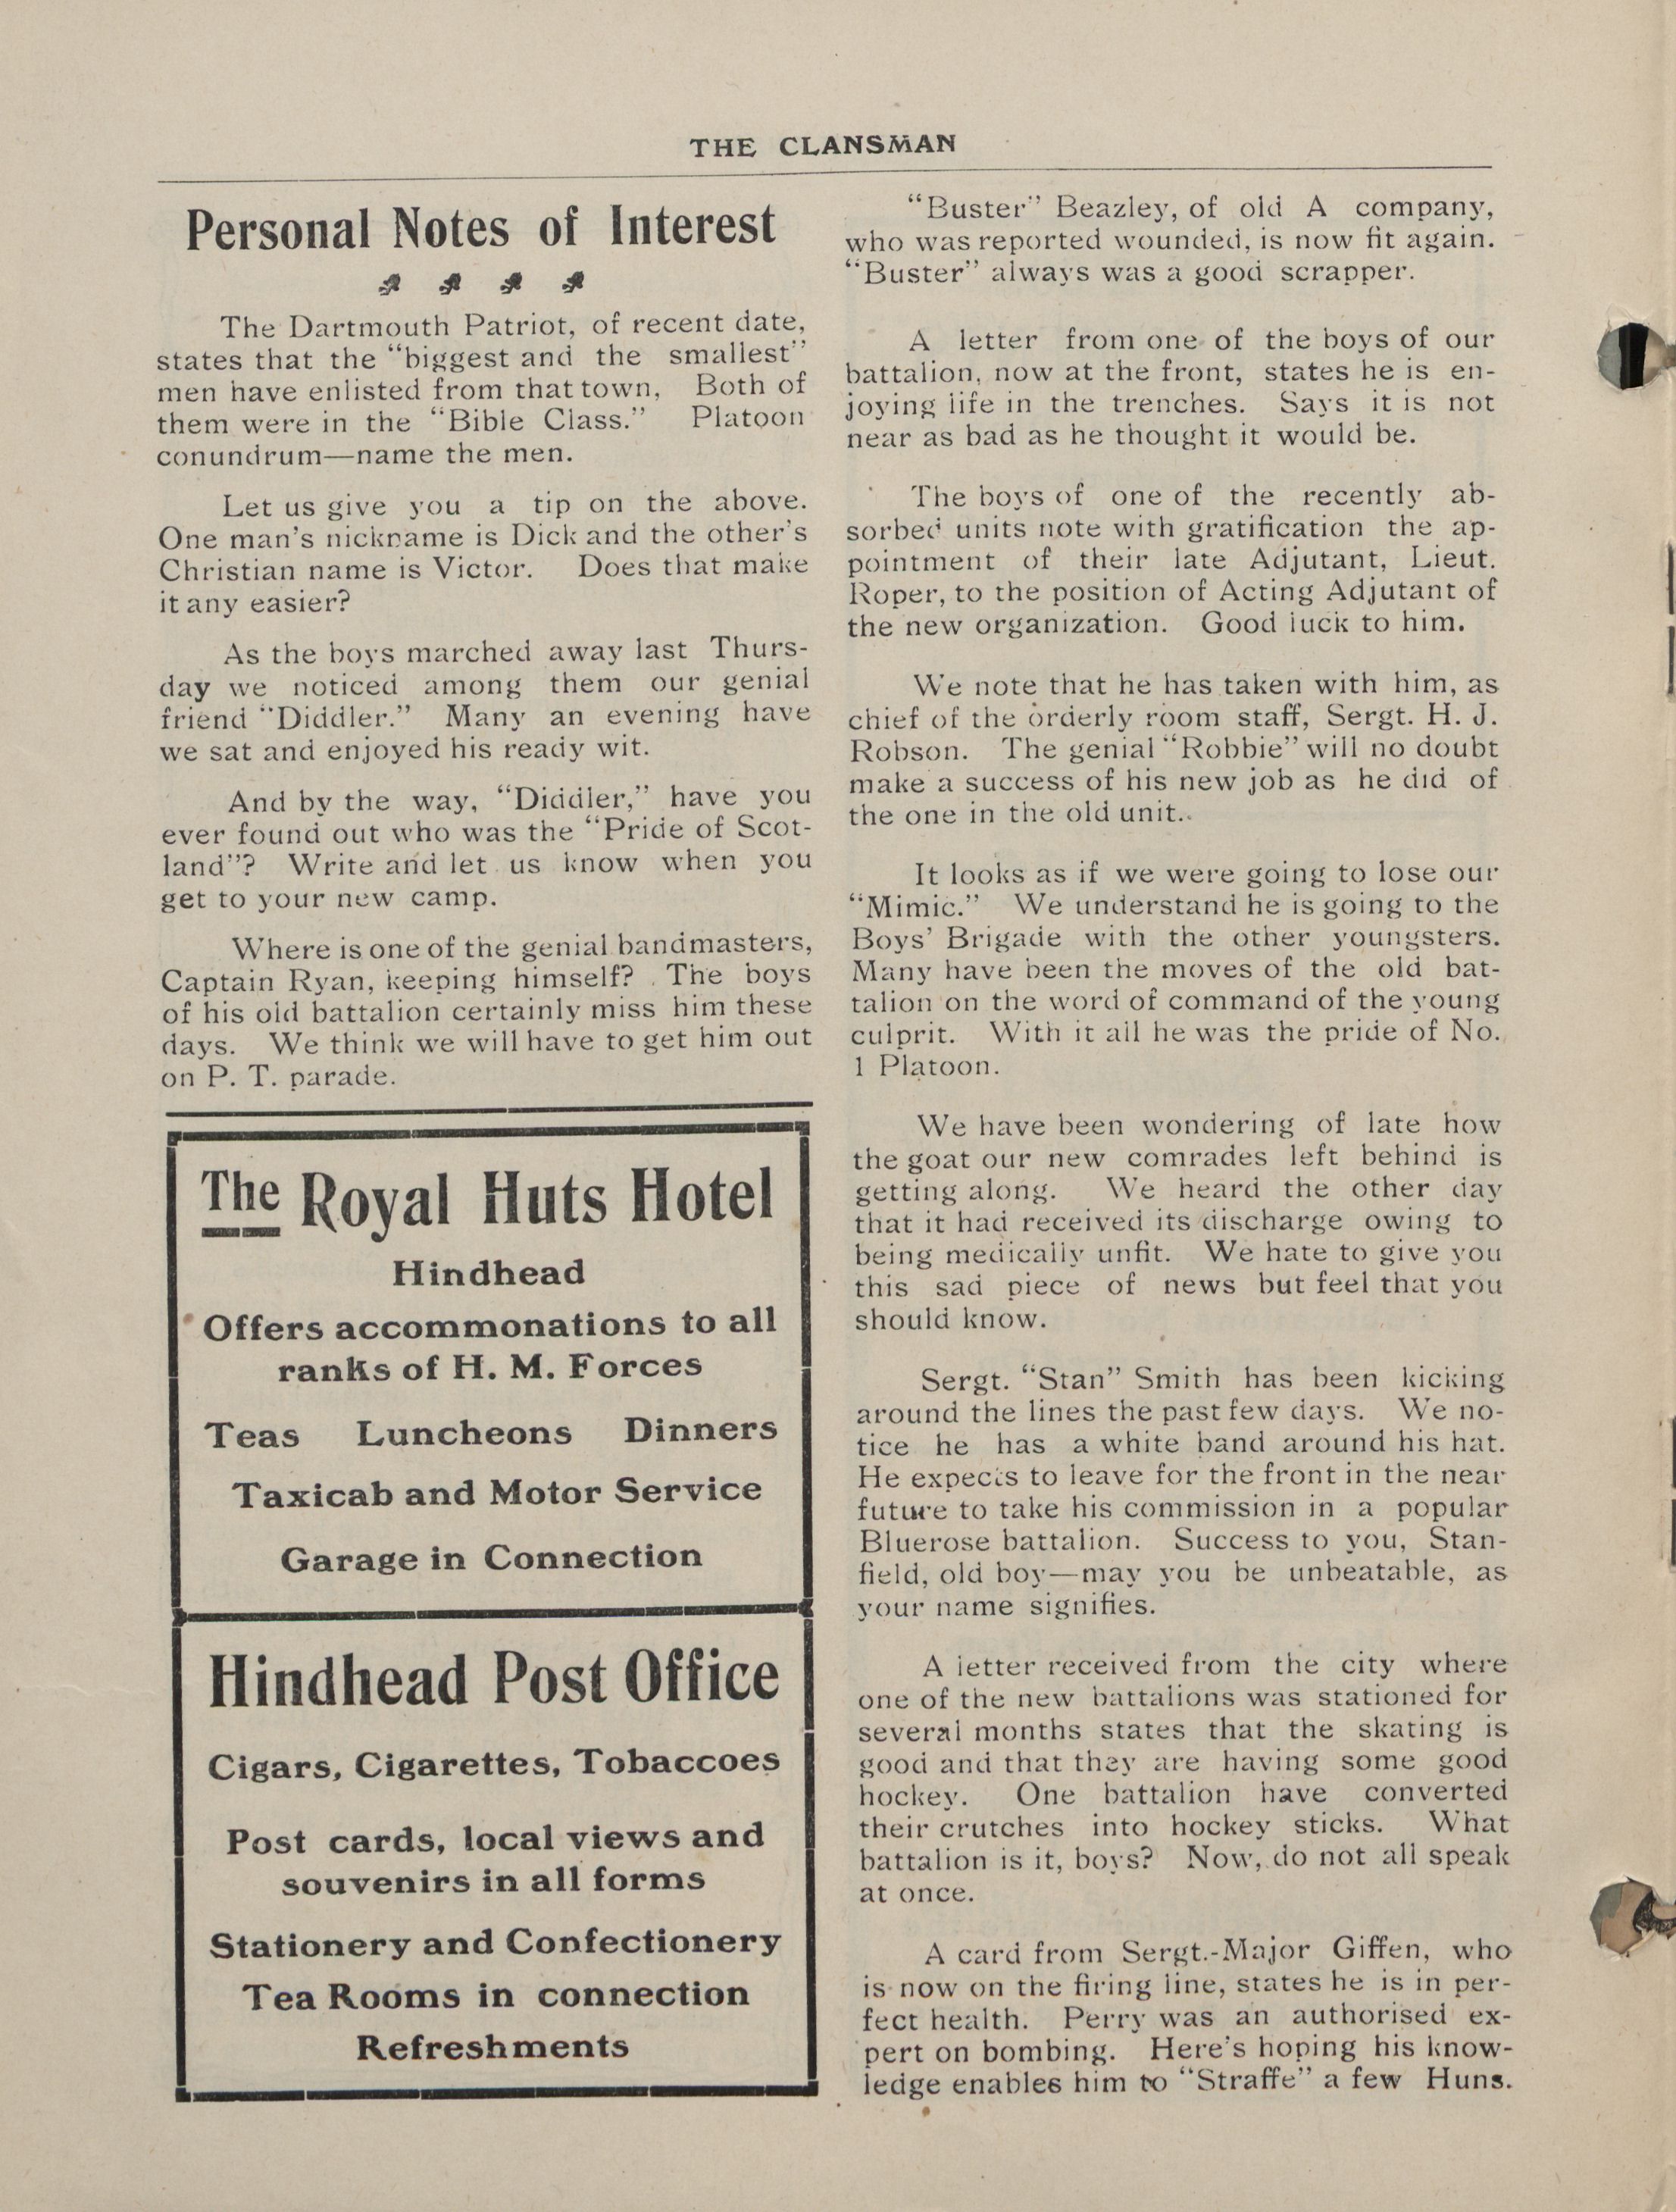 THE CLANSMAN
Personal Notes of Interest
The Dartmouth Patriot, of recent date,
states that the “biggest and the smallest”
men have enlisted from that town, Both of
them were in the “Bible Class.” Platoon
conundrum—name the men.
Let us give you a tip on the above.
One man’s nickname is Dick and the other’s
Christian name is Victor. Does that make
it any easier?
As the boys marched away last Thurs-
day we noticed among them our genial
friend “Diddler.” Many an evening have
we sat and enjoyed his ready wit.
And by the way, “Diddler,” have you
ever found out who was the “Pride of Scot-
land”? Write and let us know when you
get to your new camp.
Where is one of the genial bandmasters,
Captain Ryan, keeping himself? The boys
of his old battalion certainly miss him these
days. We think we will have to get him out
on P. T. parade.
The Royal Huts Hotel
Hindhead
Offers accommonations to all
ranks of H. M. Forces
Teas Luncheons Dinners
Taxicab and Motor Service
Garage in Connection
Hindhead Post Office
Cigars, Cigarettes, Tobaccoes
Post cards, local views and
souvenirs in all forms
Stationery and Confectionery
Tea Rooms in connection
Refreshments
“Buster” Beazley, of old A company,
who was reported wounded, is now fit again.
“Buster” always was a good scrapper.
A letter from one of the boys of our
battalion, now at the front, states he is en-
joying life in the trenches. Says it is not
near as bad as he thought it would be.
The boys of one of the recently ab-
sorbed units note with gratification the ap-
pointment of their late Adjutant, Lieut.
Roper, to the position of Acting Adjutant of
the new organization. Good luck to him.
We note that he has taken with him, as
chief of the orderly room staff, Sergt. H. J.
Robson. The genial “Robbie” will no doubt
make a success of his new job as he did of
the one in the old unit.
It looks as if we were going to lose our
“Mimic.” We understand he is going to the
Boys’ Brigade with the other youngsters.
Many have been the moves of the old bat-
talion on the word of command of the young
culprit. With it all he was the pride of No.
1 Platoon.
We have been wondering of late how
the goat our new comrades left behind is
getting along. We heard the other day
that it had received its discharge owing to
being medically unfit. We hate to give you
this sad piece of news but feel that you
should know.
Sergt. “Stan” Smith has been kicking
around the lines the past few days. We no-
tice he has a white band around his hat.
He expects to leave for the front in the near
future to take his commission in a popular
Bluerose battalion. Success to you, Stan-
field, old boy—may you be unbeatable, as
your name signifies.
A letter received from the city where
one of the new battalions was stationed for
several months states that the skating is
good and that they are having some good
hockey. One battalion have converted
their crutches into hockey sticks. What
battalion is it, boys? Now, do not all speak
at once.
A card from Sergt.-Major Giffen, who
is now on the firing line, states he is in per-
fect health. Perry was an authorised ex-
pert on bombing. Here’s hoping his know-
ledge enables him to “Straffe” a few Huns.